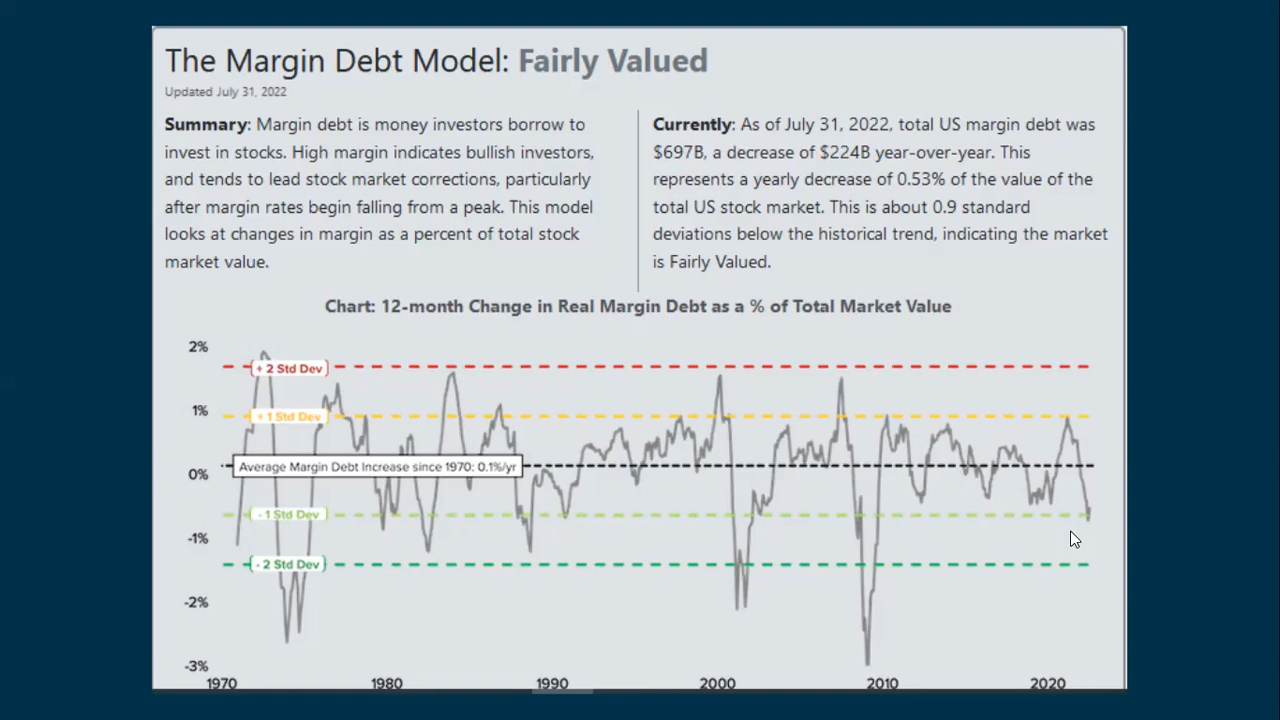 The Margin Debt Model: Fairly Valued
Updated July 31, 2022
Summary: Margin debt is money investors borrow to
invest in stocks. High margin indicates bullish investors,
and tends to lead stock market corrections, particularly
after margin rates begin falling from a peak. This model
looks at changes in margin as a percent of total stock
market value.
Currently: As of July 31, 2022, total US margin debt was
$697B, a decrease of $224B year-over-year. This
represents a yearly decrease of 0.53% of the value of the
total US stock market. This is about 0.9 standard
deviations below the historical trend, indicating the market
is Fairly Valued.
Chart: 12-month Change in Real Margin Debt as a % of Total Market Value
2%
+ 2 Std Dev
1%
+ 1 Std Dev
Average Margin Debt Increase since 1970: 0.1%/yr
0%
- 1 Std Dev
-1%
- 2 Std Dev
-2%
-3%
1970 1980 1990 2000 2010 2020